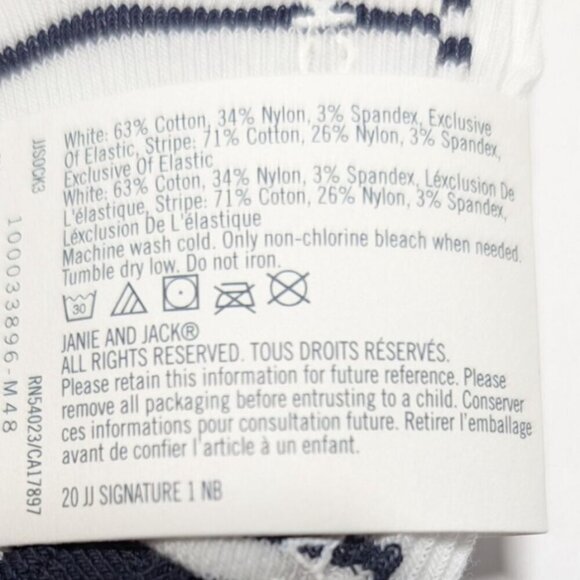 White: 63% Cotton, 34% Nylon, 3% Spandex, Exclusive
Of Elastic, Stripe: 71% Cotton, 26% Nylon, 3% Spandex,
Exclusive Of Elastic
White: 63% Coton, 34% Nylon, 3% Spandex, Léxclusion De
L'élastique, Stripe: 71% Coton, 26% Nylon, 3% Spandex,
Léxclusion De L'élastique
Machine wash cold. Only non-chlorine bleach when needed.
Tumble dry low. Do not iron.
30
JANIE AND JACK®
ALL RIGHTS RESERVED. TOUS DROITS RÉSERVÉS.
Please retain this information for future reference. Please
remove all packaging before entrusting to a child. Conserver
ces informations pour consultation future. Retirer l'emballage
avant de confier l'article à un enfant.
20 JJ SIGNATURE 1 NB
JJSOCK3
100033896-M48
RN54023/CA17897